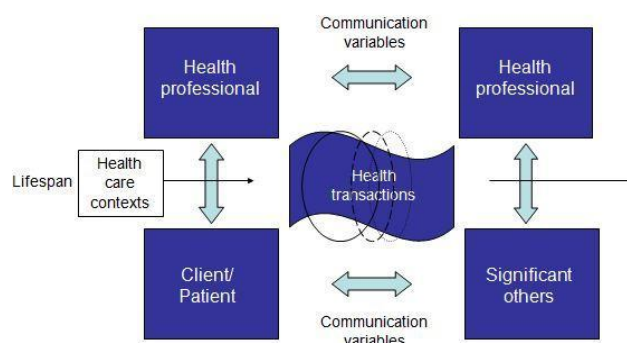 Communication
variables
Health
professional
Health
professional
Lifespan
Health
care
contexts
Health
transactions
Client/
Patient
Significant
others
Communication
variables